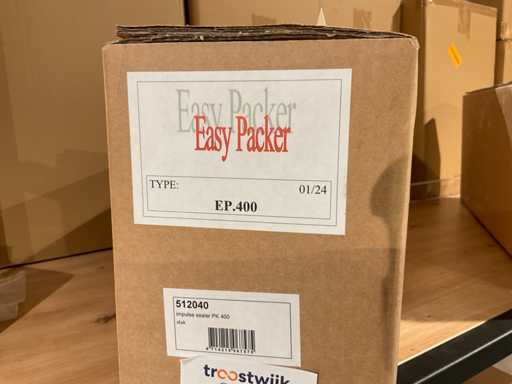 Easy Packer
Easy Packer
TYPE: 01/24
EP.400
512040
impulse sealer PK 400
stuk
troostwijk